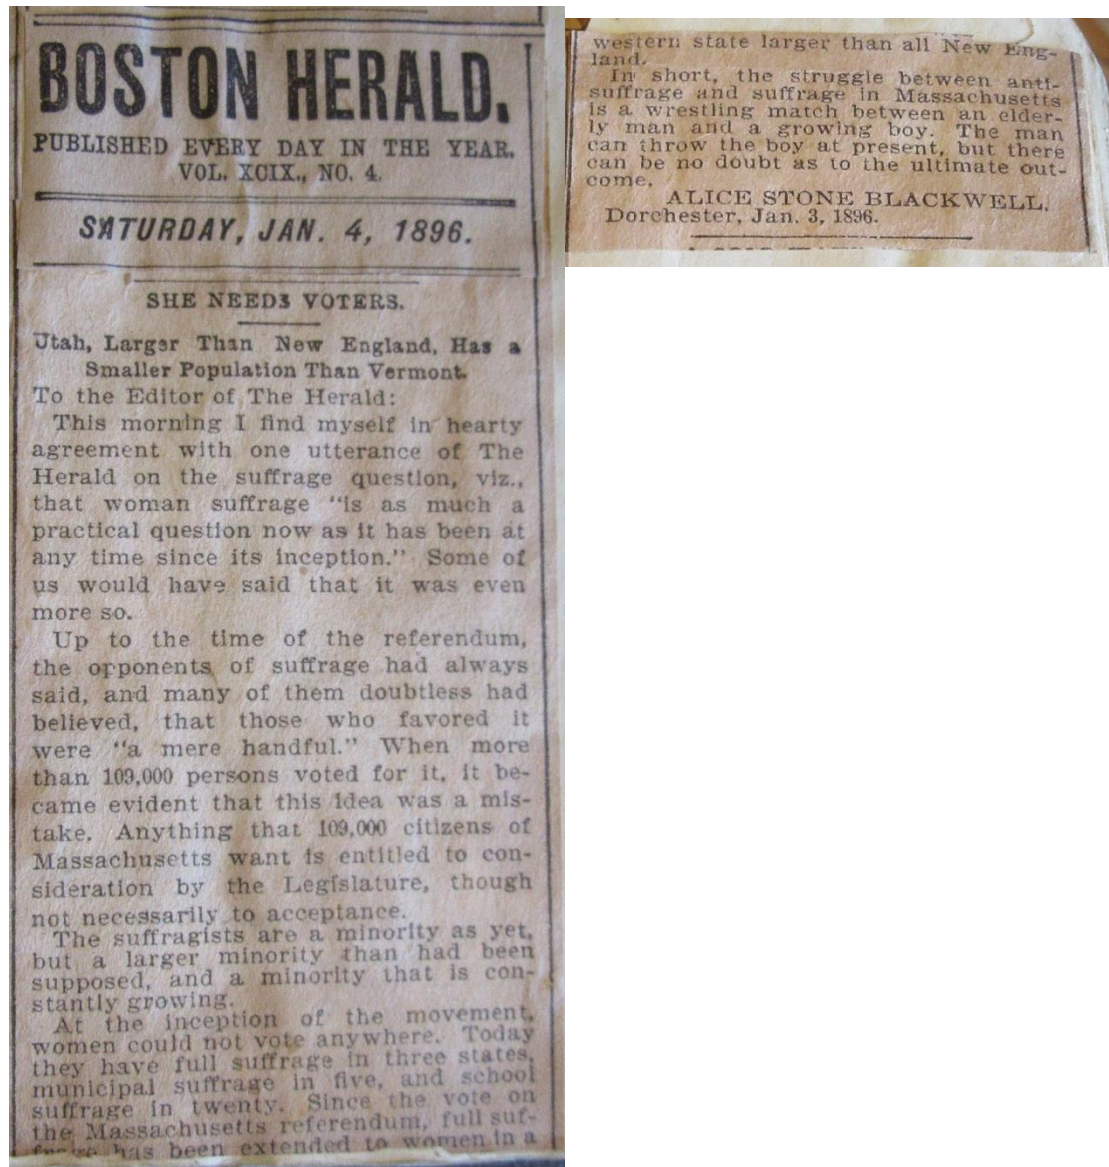 BOSTON HERALD.
PUBLISHED EVERY DAY IN THE YEAR.
VOL. XCIX., NO. 4.
SATURDAY, JAN. 4, 1896.
SHE NEEDS VOTERS.
Utah, Larger Than New England, Has a
Smaller Population Than Vermont.
To the Editor of The Herald:
This morning I find myself in hearty
agreement with one utterance of The
Herald on the suffrage question, viz.,
that woman suffrage "is as much a
practical question now as it has been at
any time since its inception." Some of
us would have said that it was even
more so.
Up to the time of the referendum,
the opponents of suffrage had always
said, and many of them doubtless had
believed, that those who favored it
were "a mere handful." When more
than 109,000 persons voted for it, it be-
came evident that this idea was a mis-
take. Anything that 109,000 citizens of
Massachusetts want is entitled to con-
sideration by the Legislature, though
not necessarily to acceptance.
The suffragists are a minority as yet,
but a larger minority than had been
supposed, and a minority that is con-
stantly growing.
At the inception of the movement,
women could not vote anywhere. Today
they have full suffrage in three states,
municipal suffrage in five, and school
suffrage in twenty. Since the vote on
the Massachusetts referendum, full suf-
frage has been extended to women in a
western state larger than all New Eng-
land.
In short, the struggle between anti-
suffrage and suffrage in Massachusetts
is a wrestling match between an elder-
ly man and a growing boy. The man
can throw the boy at present, but there
can be no doubt as to the ultimate out-
come.
ALICE STONE BLACKWELL.
Dorchester, Jan. 3, 1896.